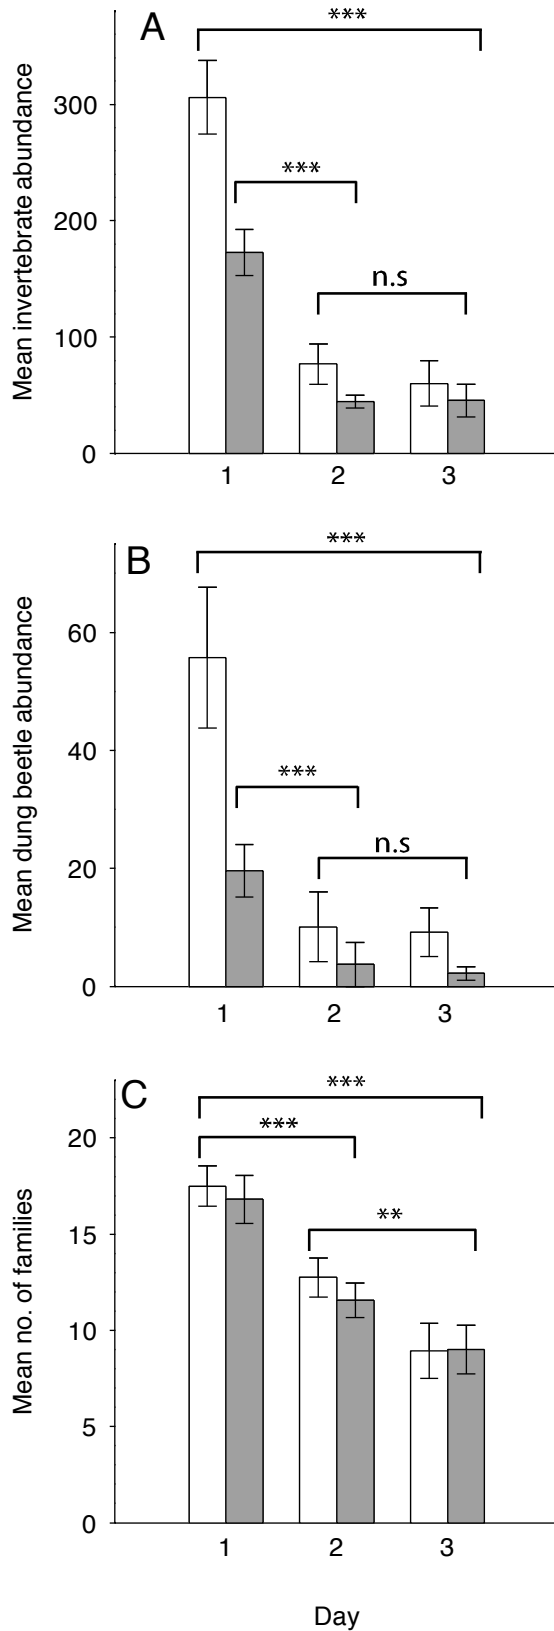 A
***
Mean invertebrate abundance
300
***
200
n.s
100
0
1 2 3
B
***
Mean dung beetle abundance
60
40
***
n.s
20
0
1 2 3
C
***
***
Mean no. of families
20
15
**
10
5
0
1 2 3
Day